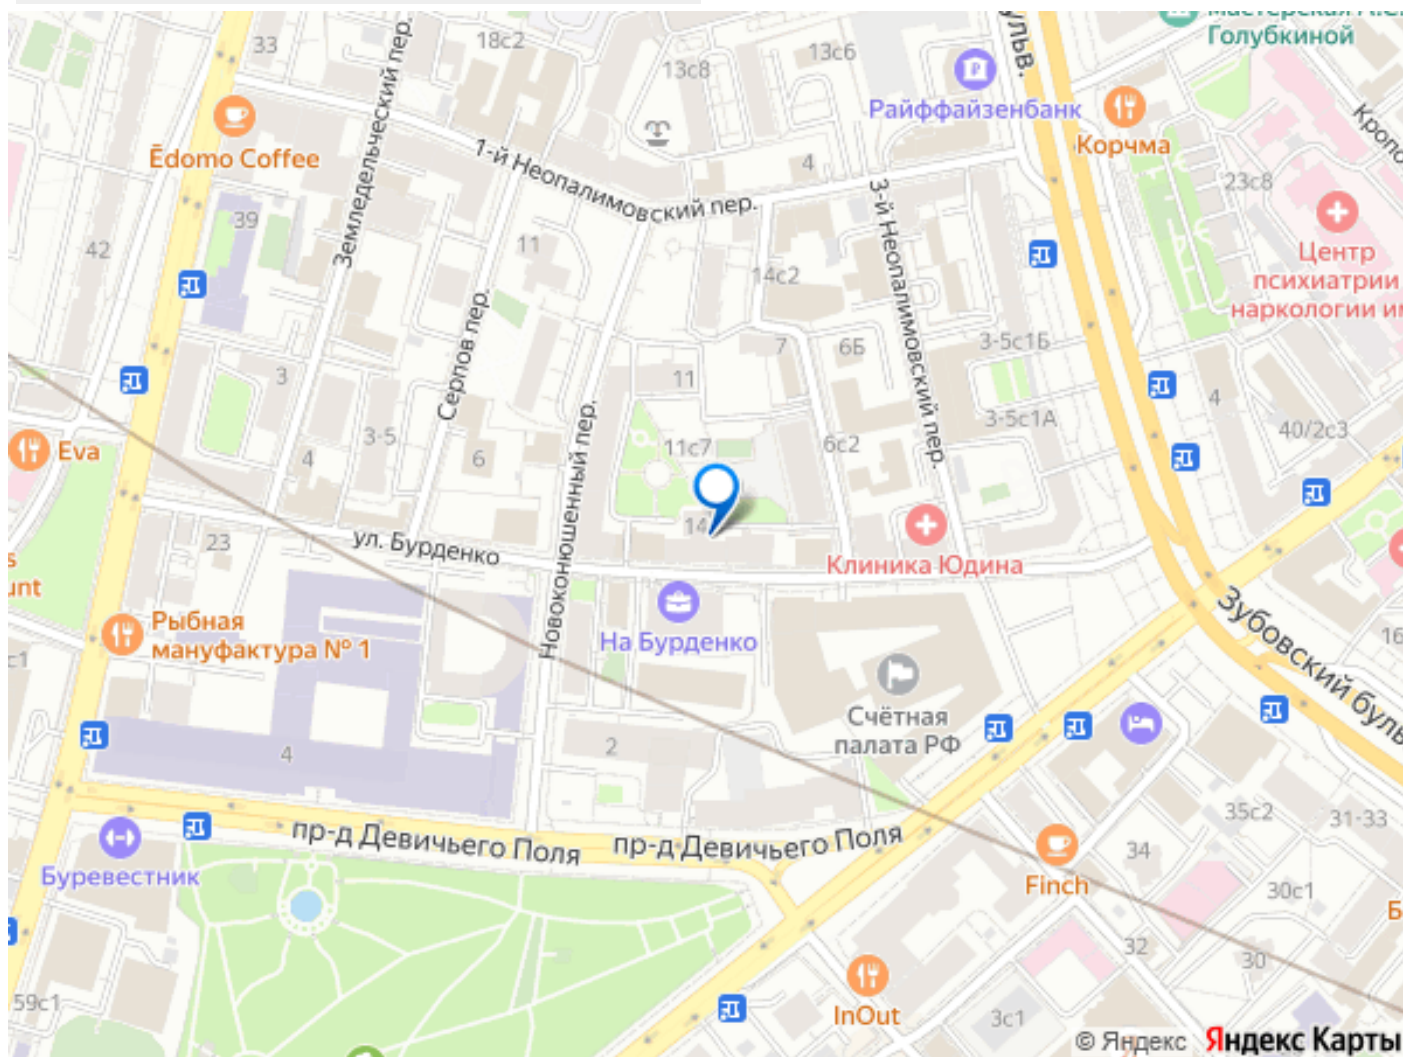 Голубкиной
33
18с2
13с8
13с6
Райффайзенбанк
Корчма
Ēdomo Coffee
Земледельческий пер.
1-й Неопалимовский пер.
4
23с8
39
42
11
14с2
3-й Неопалимовский пер.
Центр
психиатрии
наркологии
Серпов пер.
7
6Б
3-5с1Б
3
11
3-5с1А
4
40/2с3
Eva
3-5
4
6
11с7
6с2
Новоконюшенный пер.
14
23
ул. Бурденко
Клиника Юдина
Рыбная
мануфактура № 1
На Бурденко
Зубовский
16
Счётная
палата РФ
4
2
35с2
31-33
пр-д Девичьего Поля
пр-д Девичьего Поля
34
Буревестник
Finch
30с1
32
30
59с1
InOut
3с1
© Яндекс Яндекс Карты